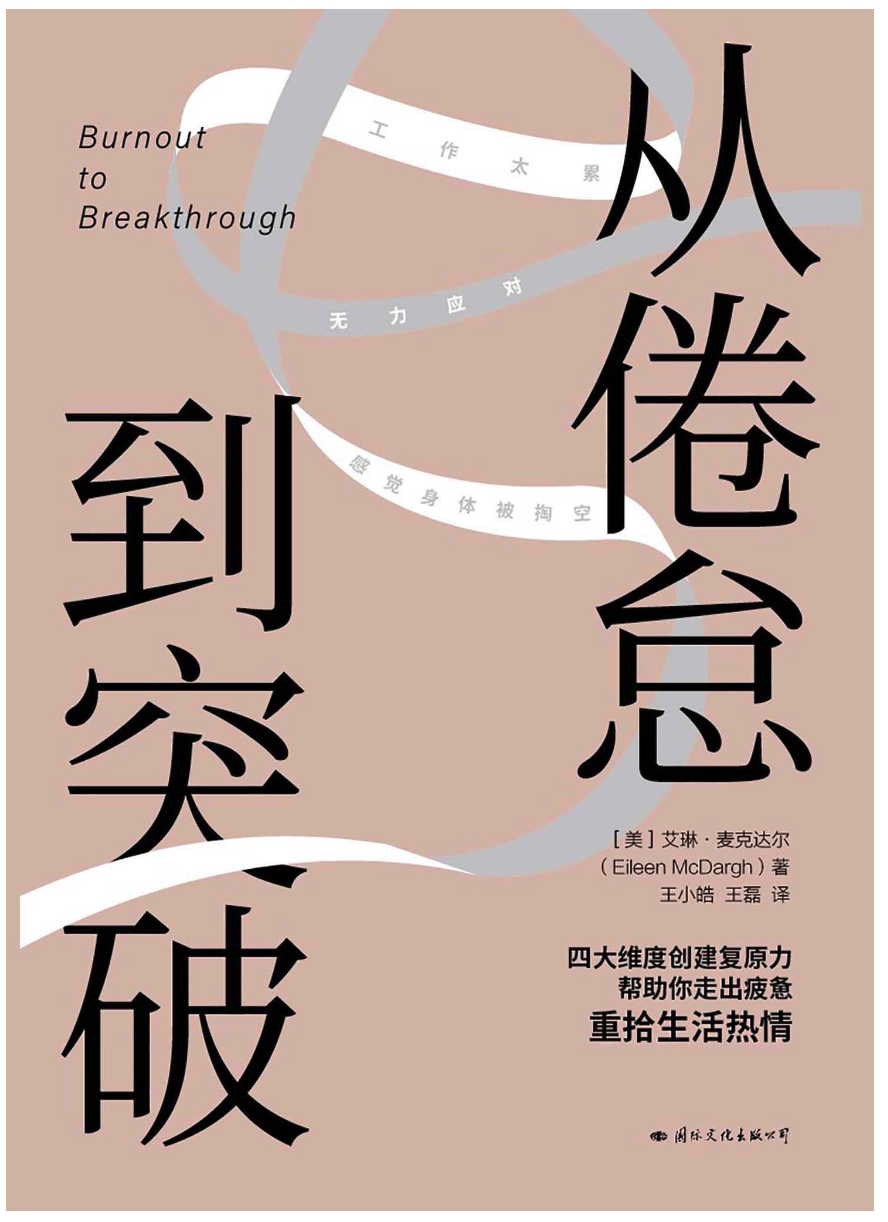 Burnout
to
Breakthrough
工作太累
无力应对
感觉身体被掏空
从倦怠
到突破
[美]艾琳·麦克达尔
(Eileen McDargh)著
王小皓 王磊 译
四大维度创建复原力
帮助你走出疲惫
重拾生活热情
国际文化出版公司